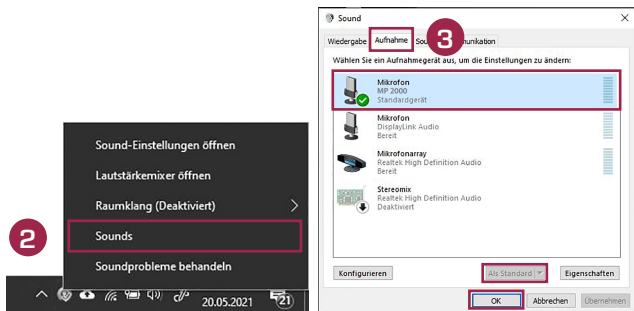 Sound-Einstellungen öffnen
Lautstärkemixer öffnen
Raumklang (Deaktiviert)
2
Sounds
Soundprobleme behandeln
20.05.2021
21
Sound
3
Wiedergabe Aufnahme
Wählen Sie ein Aufnahmegerät aus, um die Einstellungen zu ändern:
Mikrofon
MP 2000
Standardgerät
Mikrofon
DisplayLink Audio
Bereit
Mikrofonarray
Realtek High Definition Audio
Bereit
Stereomix
Realtek High Definition Audio
Deaktiviert
Konfigurieren Als Standard Eigenschaften
OK Abbrechen Übernehmen